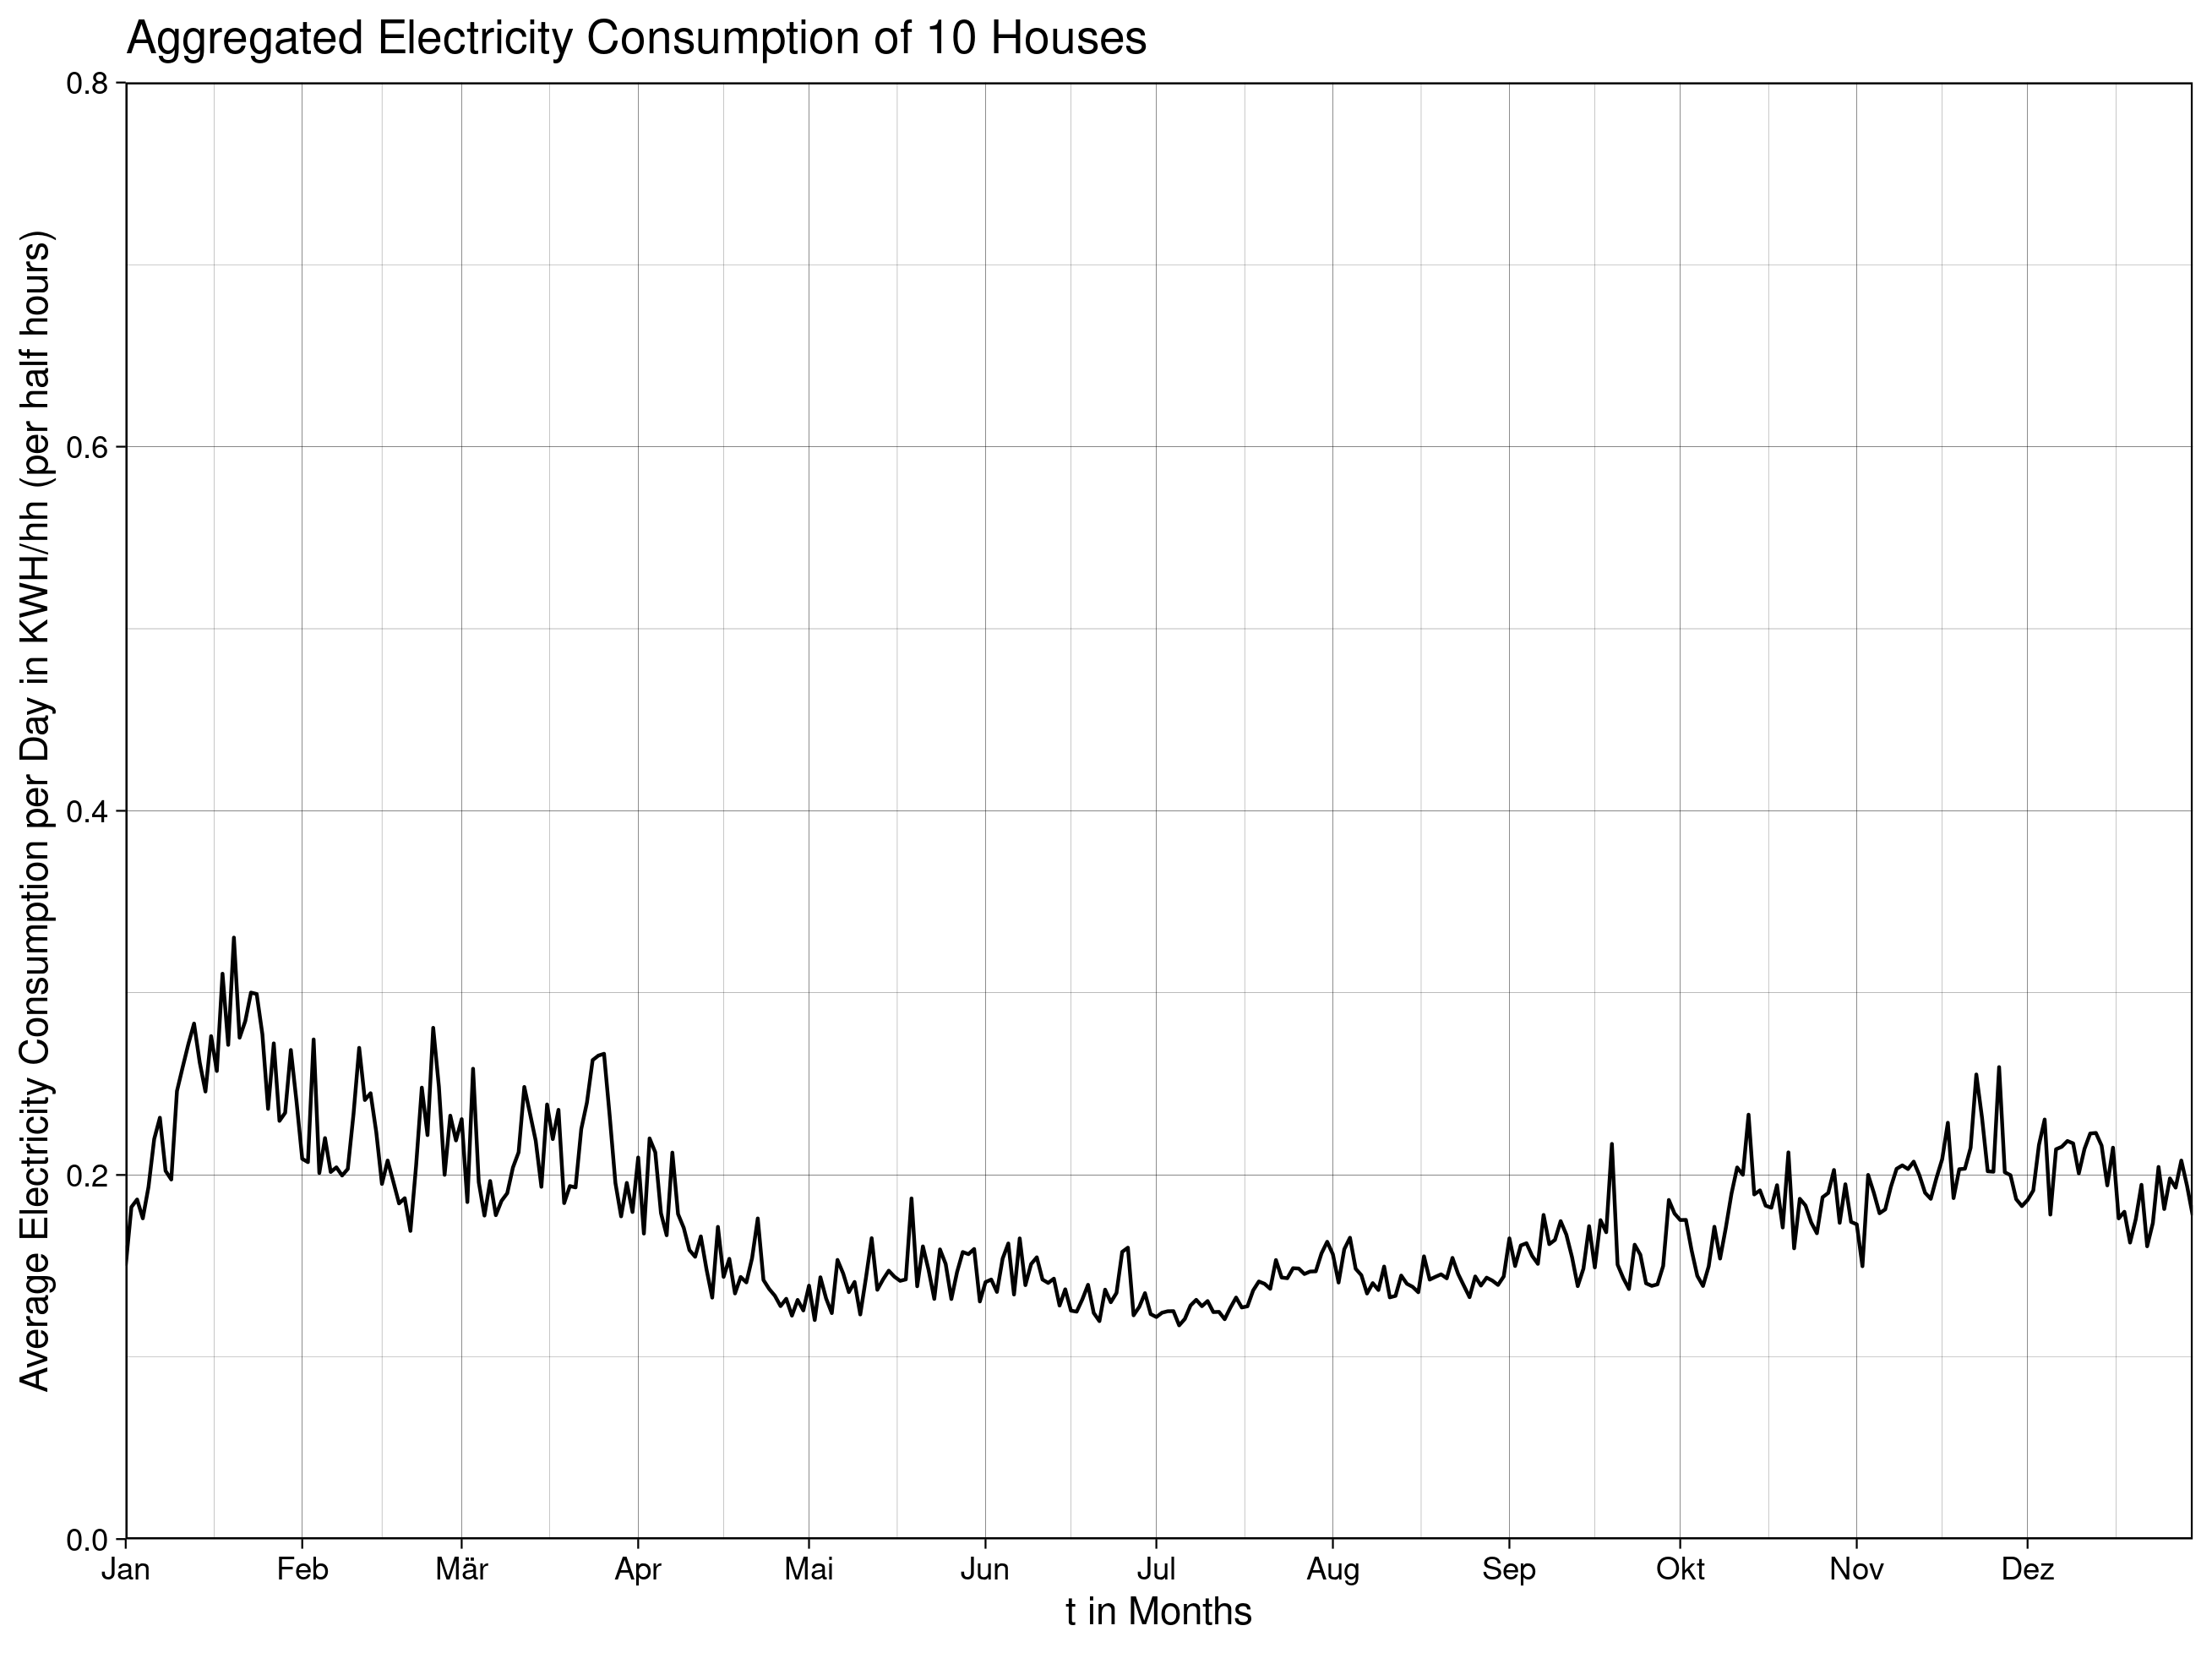 Aggregated Electricity Consumption of 10 Houses
Average Electricity Consumption per Day in KWH/hh (per half hours)
0.8
0.6
0.4
0.2
0.0
Jan Feb Mär Apr Mai Jun Jul Aug Sep Okt Nov Dez
t in Months